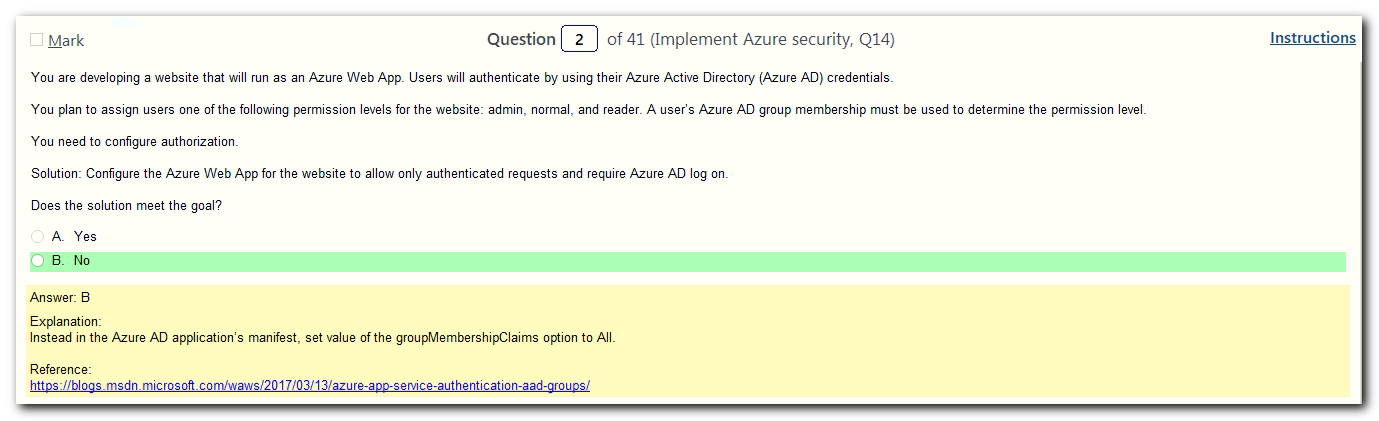 Mark
Question 2 of 41 (Implement Azure security, Q14)
Instructions
You are developing a website that will run as an Azure Web App. Users will authenticate by using their Azure Active Directory (Azure AD) credentials.
You plan to assign users one of the following permission levels for the website: admin, normal, and reader. A user's Azure AD group membership must be used to determine the permission level.
You need to configure authorization.
Solution: Configure the Azure Web App for the website to allow only authenticated requests and require Azure AD log on.
Does the solution meet the goal?
A. Yes
B. No
Answer: B
Explanation:
Instead in the Azure AD application's manifest, set value of the groupMembershipClaims option to All.
Reference:
https://blogs.msdn.microsoft.com/waws/2017/03/13/azure-app-service-authentication-aad-groups/